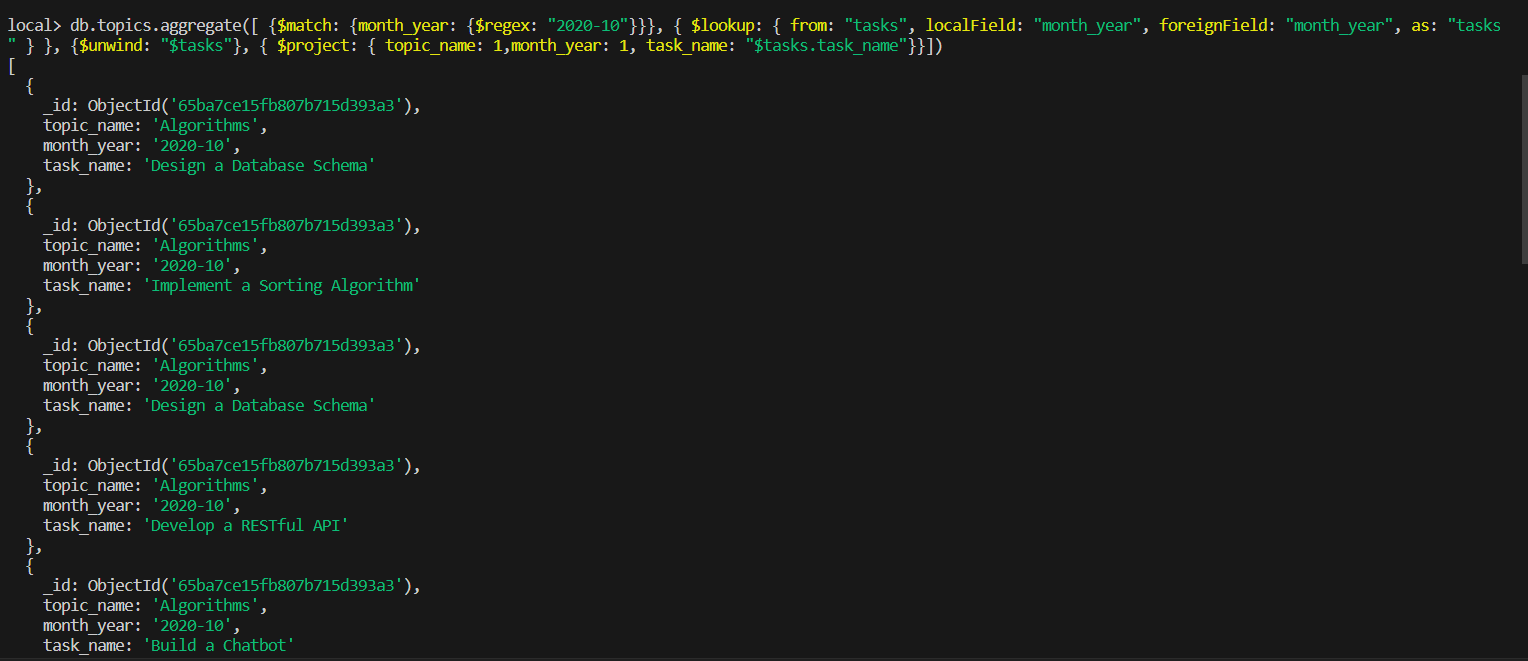 local> db.topics.aggregate([ {$match: {month_year: {$regex: "2020-10"}}}, { $lookup: { from: "tasks", localField: "month_year", foreignField: "month_year", as: "tasks
" } }, {$unwind: "$tasks"}, { $project: { topic_name: 1,month_year: 1, task_name: "$tasks.task_name"}}])
[
  {
    _id: ObjectId('65ba7ce15fb807b715d393a3'),
    topic_name: 'Algorithms',
    month_year: '2020-10',
    task_name: 'Design a Database Schema'
  },
  {
    _id: ObjectId('65ba7ce15fb807b715d393a3'),
    topic_name: 'Algorithms',
    month_year: '2020-10',
    task_name: 'Implement a Sorting Algorithm'
  },
  {
    _id: ObjectId('65ba7ce15fb807b715d393a3'),
    topic_name: 'Algorithms',
    month_year: '2020-10',
    task_name: 'Design a Database Schema'
  },
  {
    _id: ObjectId('65ba7ce15fb807b715d393a3'),
    topic_name: 'Algorithms',
    month_year: '2020-10',
    task_name: 'Develop a RESTful API'
  },
  {
    _id: ObjectId('65ba7ce15fb807b715d393a3'),
    topic_name: 'Algorithms',
    month_year: '2020-10',
    task_name: 'Build a Chatbot'